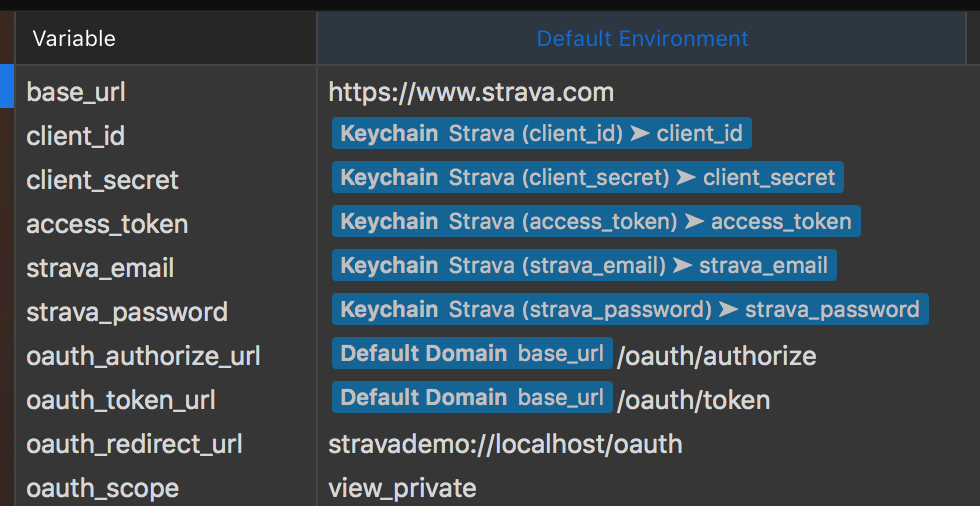 Variable Default Environment
base_url https://www.strava.com
client_id Keychain Strava (client_id) ➤ client_id
client_secret Keychain Strava (client_secret) ➤ client_secret
access_token Keychain Strava (access_token) ➤ access_token
strava_email Keychain Strava (strava_email) ➤ strava_email
strava_password Keychain Strava (strava_password) ➤ strava_password
oauth_authorize_url Default Domain base_url /oauth/authorize
oauth_token_url Default Domain base_url /oauth/token
oauth_redirect_url stravademo://localhost/oauth
oauth_scope view_private